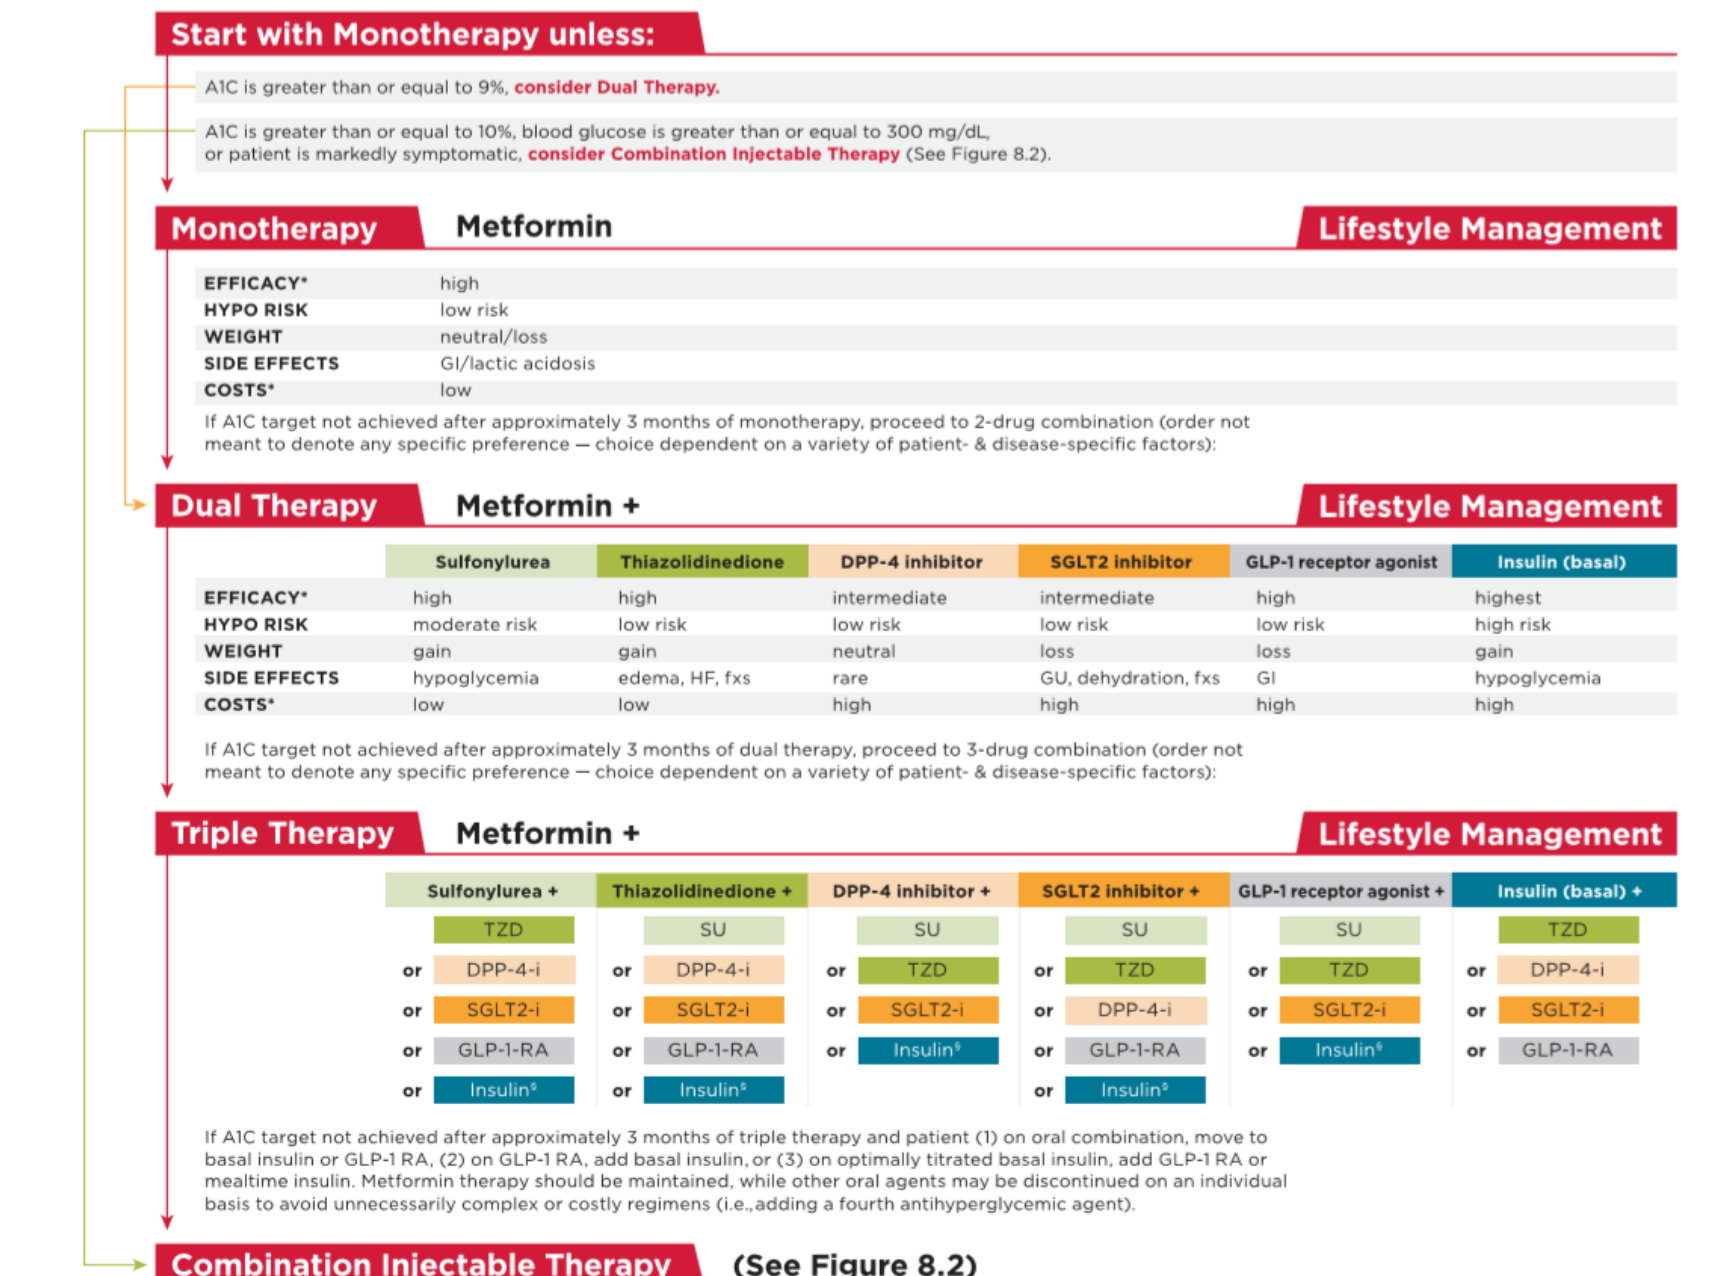 Start with Monotherapy unless:
A1C is greater than or equal to 9%, consider Dual Therapy.
A1C is greater than or equal to 10%, blood glucose is greater than or equal to 300 mg/dL,
or patient is markedly symptomatic, consider Combination Injectable Therapy (See Figure 8.2).
Monotherapy Metformin Lifestyle Management
EFFICACY* high
HYPO RISK low risk
WEIGHT neutral/loss
SIDE EFFECTS GI/lactic acidosis
COSTS* low
If A1C target not achieved after approximately 3 months of monotherapy, proceed to 2-drug combination (order not
meant to denote any specific preference — choice dependent on a variety of patient- & disease-specific factors):
Dual Therapy Metformin + Lifestyle Management
Sulfonylurea Thiazolidinedione DPP-4 inhibitor SGLT2 inhibitor GLP-1 receptor agonist Insulin (basal)
EFFICACY* high high intermediate intermediate high highest
HYPO RISK moderate risk low risk low risk low risk low risk high risk
WEIGHT gain gain neutral loss loss gain
SIDE EFFECTS hypoglycemia edema, HF, fxs rare GU, dehydration, fxs GI hypoglycemia
COSTS* low low high high high high
If A1C target not achieved after approximately 3 months of dual therapy, proceed to 3-drug combination (order not
meant to denote any specific preference — choice dependent on a variety of patient- & disease-specific factors):
Triple Therapy Metformin + Lifestyle Management
Sulfonylurea + Thiazolidinedione + DPP-4 inhibitor + SGLT2 inhibitor + GLP-1 receptor agonist + Insulin (basal) +
TZD SU SU SU SU TZD
or DPP-4-i or DPP-4-i or TZD or TZD or TZD or DPP-4-i
or SGLT2-i or SGLT2-i or SGLT2-i or DPP-4-i or SGLT2-i or SGLT2-i
or GLP-1-RA or GLP-1-RA or Insulin§ or GLP-1-RA or Insulin§ or GLP-1-RA
or Insulin§ or Insulin§ or Insulin§
If A1C target not achieved after approximately 3 months of triple therapy and patient (1) on oral combination, move to
basal insulin or GLP-1 RA, (2) on GLP-1 RA, add basal insulin, or (3) on optimally titrated basal insulin, add GLP-1 RA or
mealtime insulin. Metformin therapy should be maintained, while other oral agents may be discontinued on an individual
basis to avoid unnecessarily complex or costly regimens (i.e., adding a fourth antihyperglycemic agent).
Combination Injectable Therapy (See Figure 8.2)